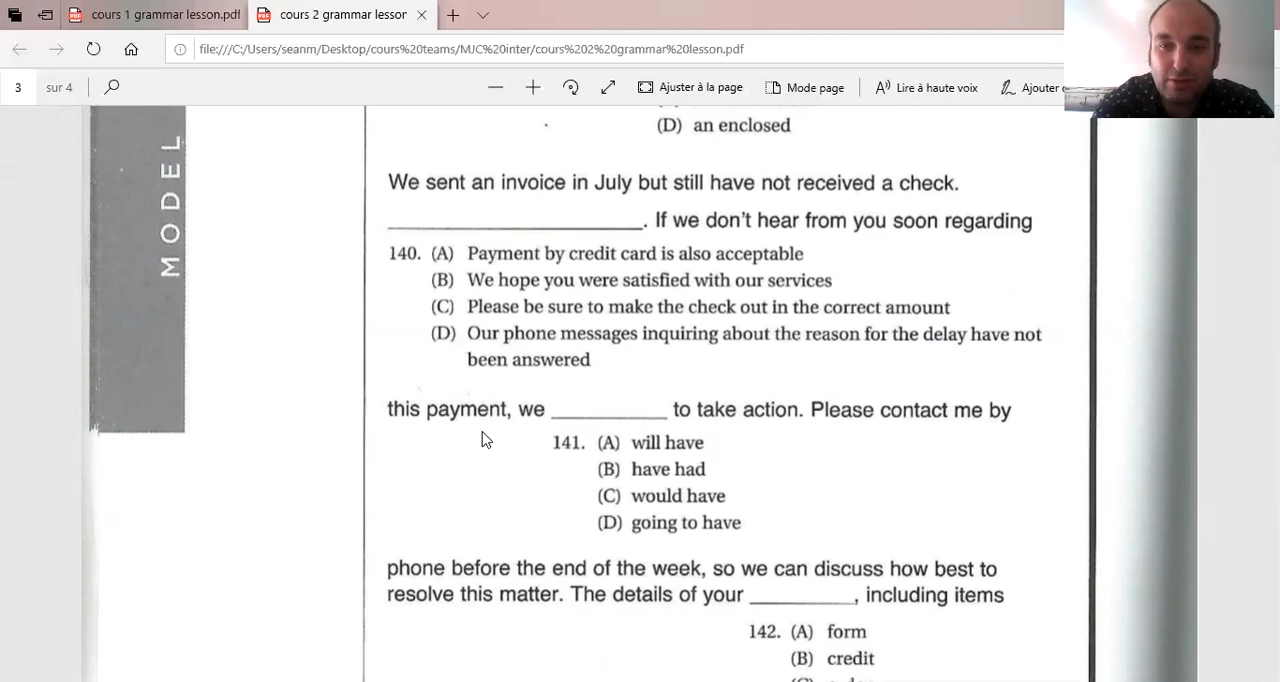 cours 1 grammar lesson.pdf
cours 2 grammar lesson
file:///C:/Users/seanm/Desktop/cours%20teams/MJC%20inter/cours%202%20grammar%20lesson.pdf
3 sur 4
Ajuster à la page
Mode page
Lire à haute voix
Ajouter
MODEL
(D) an enclosed
We sent an invoice in July but still have not received a check.
______________________. If we don't hear from you soon regarding
140. (A) Payment by credit card is also acceptable
(B) We hope you were satisfied with our services
(C) Please be sure to make the check out in the correct amount
(D) Our phone messages inquiring about the reason for the delay have not
been answered
this payment, we __________ to take action. Please contact me by
141. (A) will have
(B) have had
(C) would have
(D) going to have
phone before the end of the week, so we can discuss how best to
resolve this matter. The details of your _________, including items
142. (A) form
(B) credit